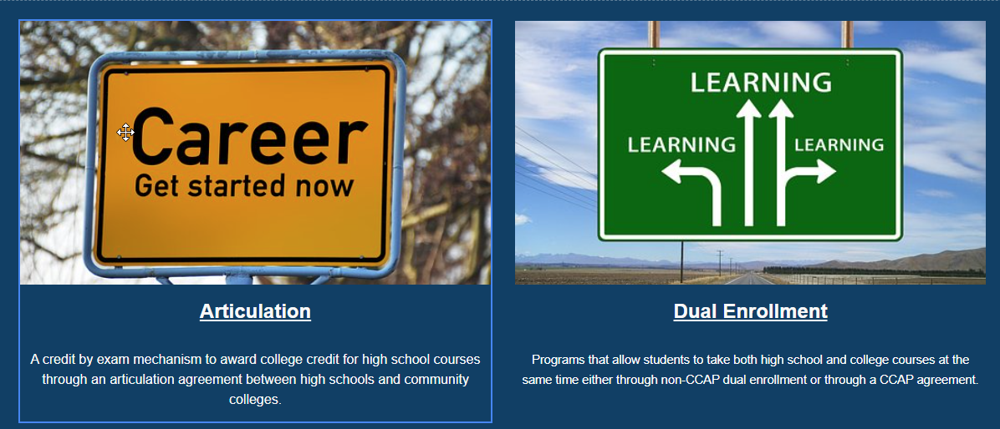 Career
Get started now
LEARNING
LEARNING
LEARNING
Articulation
A credit by exam mechanism to award college credit for high school courses
through an articulation agreement between high schools and community
colleges.
Dual Enrollment
Programs that allow students to take both high school and college courses at the
same time either through non-CCAP dual enrollment or through a CCAP agreement.